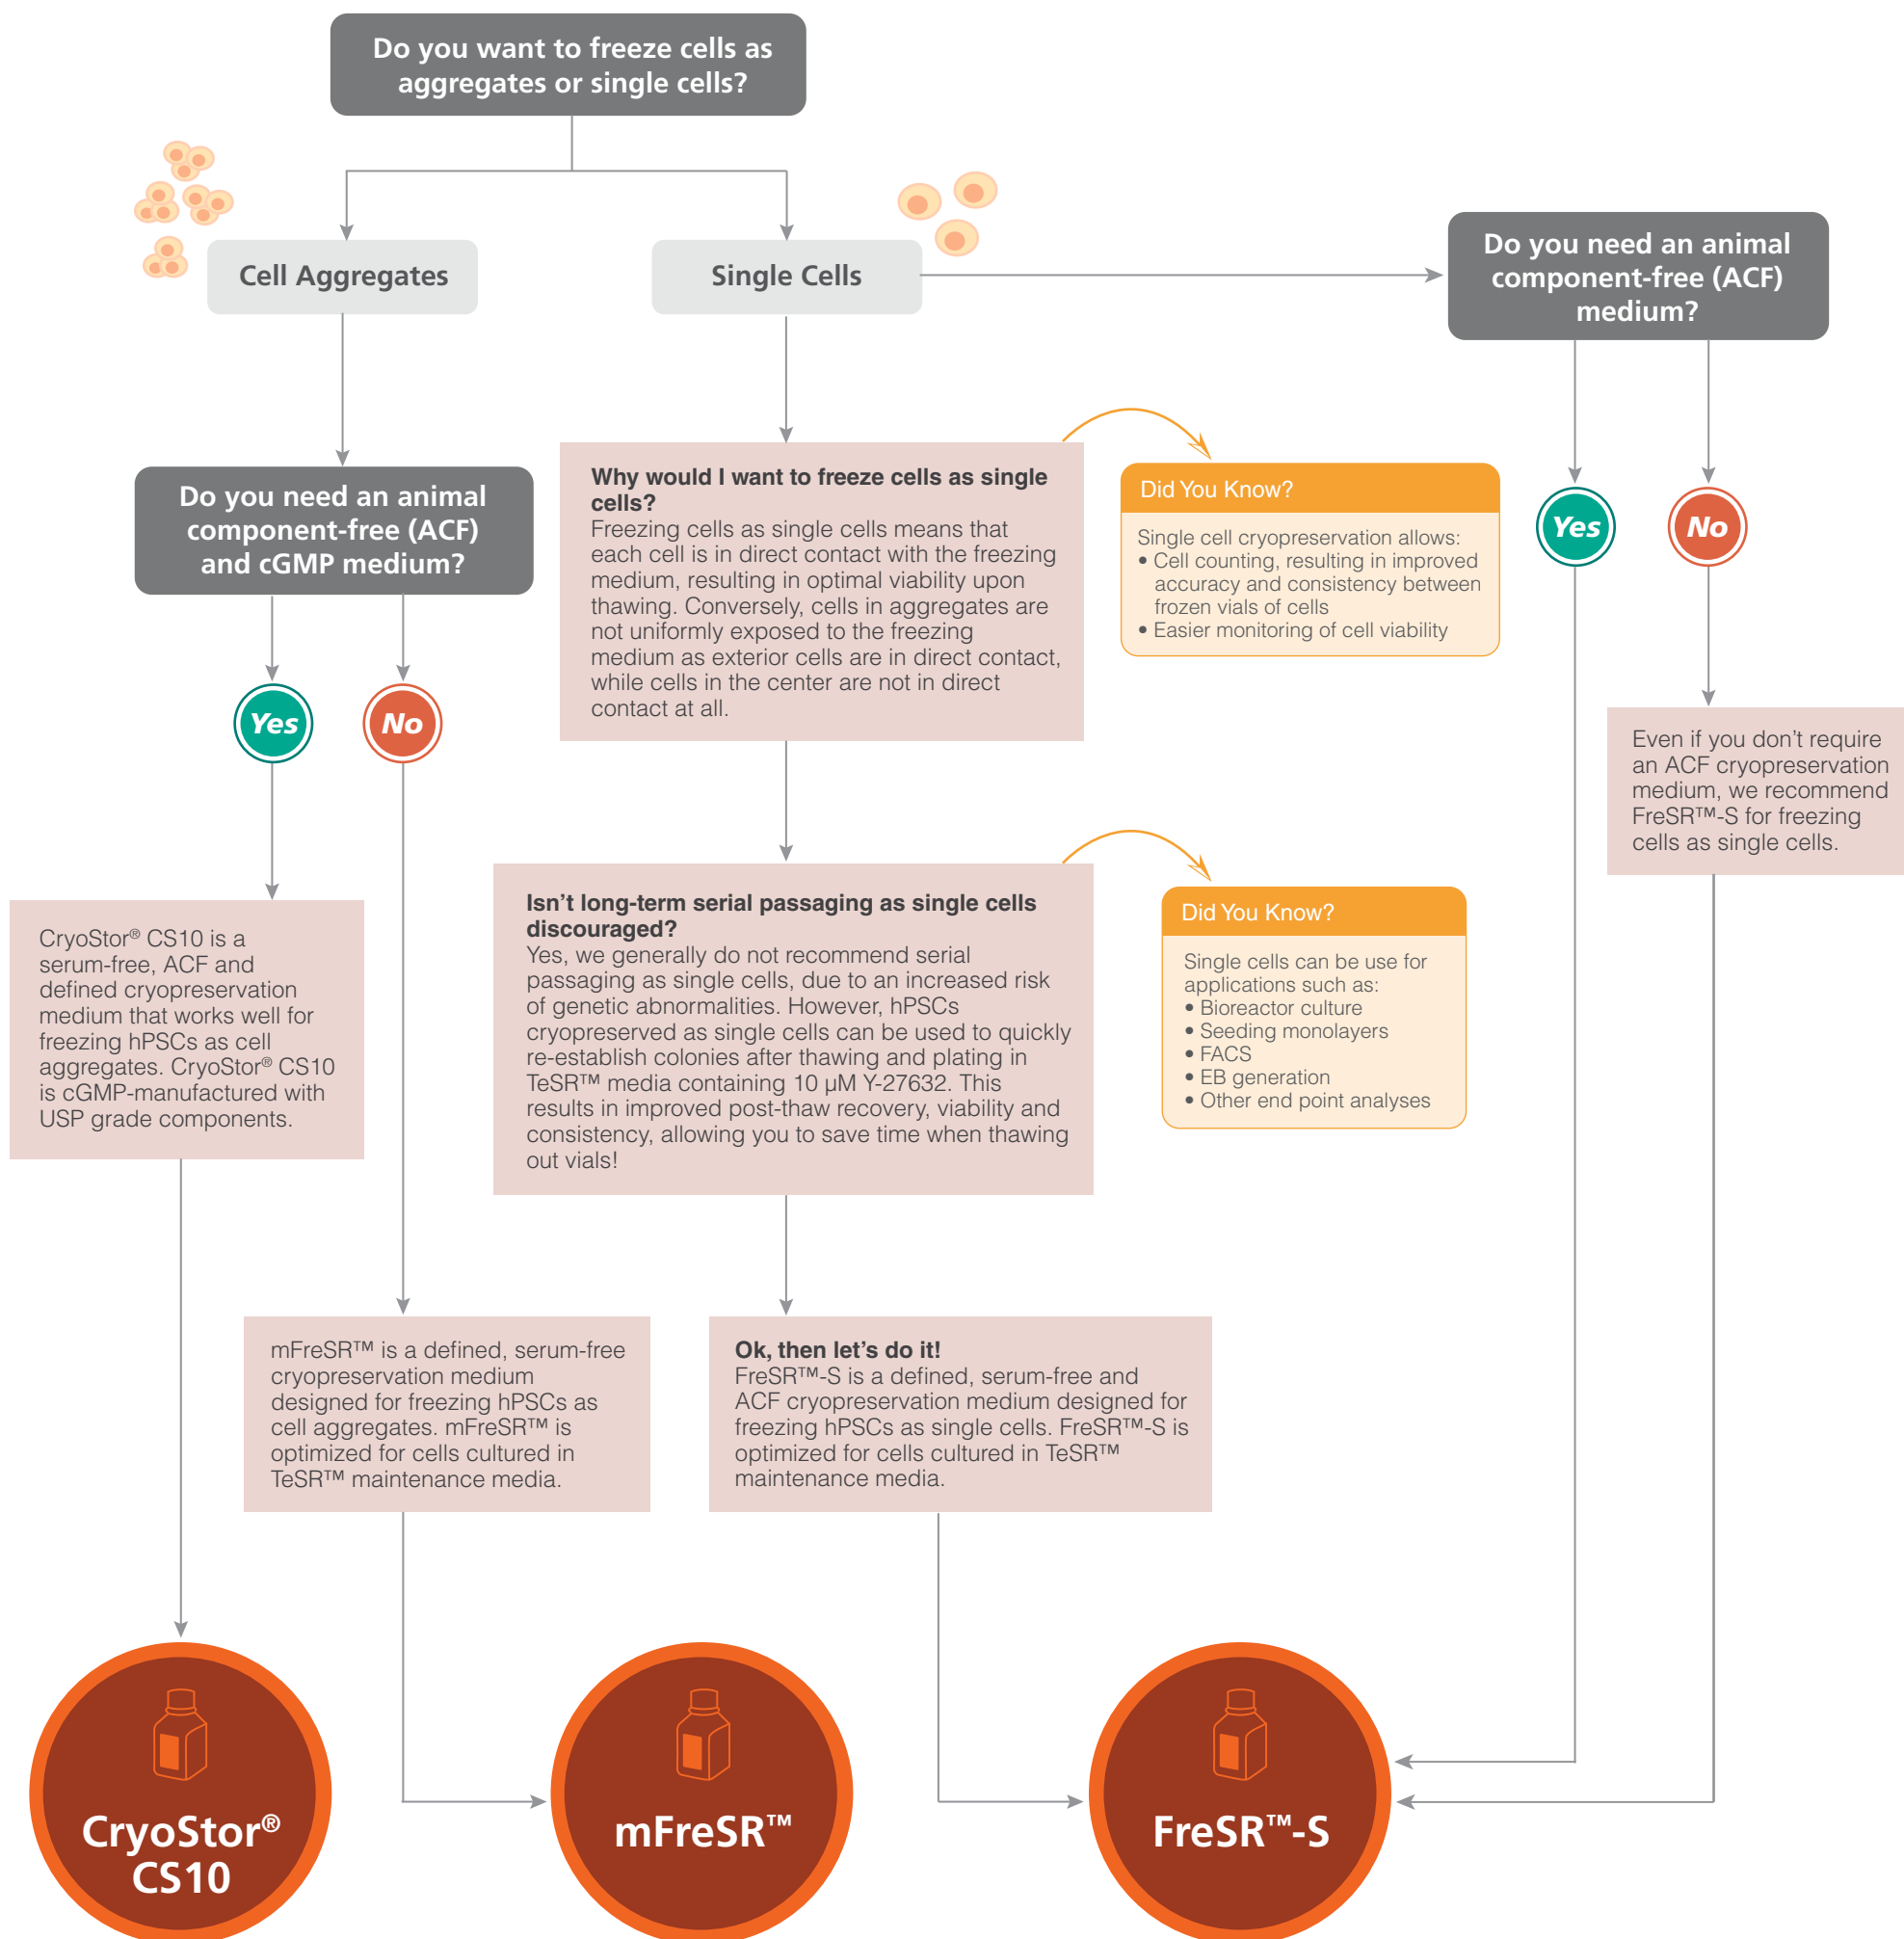 Do you want to freeze cells as
aggregates or single cells?
Cell Aggregates
Single Cells
Do you need an animal
component-free (ACF)
medium?
Yes
No
Do you need an animal
component-free (ACF)
and cGMP medium?
Yes
No
Why would I want to freeze cells as single
cells?
Freezing cells as single cells means that
each cell is in direct contact with the freezing
medium, resulting in optimal viability upon
thawing. Conversely, cells in aggregates are
not uniformly exposed to the freezing
medium as exterior cells are in direct contact,
while cells in the center are not in direct
contact at all.
Did You Know?
Single cell cryopreservation allows:
• Cell counting, resulting in improved
accuracy and consistency between
frozen vials of cells
• Easier monitoring of cell viability
Even if you don’t require
an ACF cryopreservation
medium, we recommend
FreSR™-S for freezing
cells as single cells.
CryoStor® CS10 is a
serum-free, ACF and
defined cryopreservation
medium that works well for
freezing hPSCs as cell
aggregates. CryoStor® CS10
is cGMP-manufactured with
USP grade components.
Isn’t long-term serial passaging as single cells
discouraged?
Yes, we generally do not recommend serial
passaging as single cells, due to an increased risk
of genetic abnormalities. However, hPSCs
cryopreserved as single cells can be used to quickly
re-establish colonies after thawing and plating in
TeSR™ media containing 10 μM Y-27632. This
results in improved post-thaw recovery, viability and
consistency, allowing you to save time when thawing
out vials!
Did You Know?
Single cells can be use for
applications such as:
• Bioreactor culture
• Seeding monolayers
• FACS
• EB generation
• Other end point analyses
mFreSR™ is a defined, serum-free
cryopreservation medium
designed for freezing hPSCs as
cell aggregates. mFreSR™ is
optimized for cells cultured in
TeSR™ maintenance media.
Ok, then let’s do it!
FreSR™-S is a defined, serum-free and
ACF cryopreservation medium designed for
freezing hPSCs as single cells. FreSR™-S is
optimized for cells cultured in TeSR™
maintenance media.
CryoStor®
CS10
mFreSR™
FreSR™-S